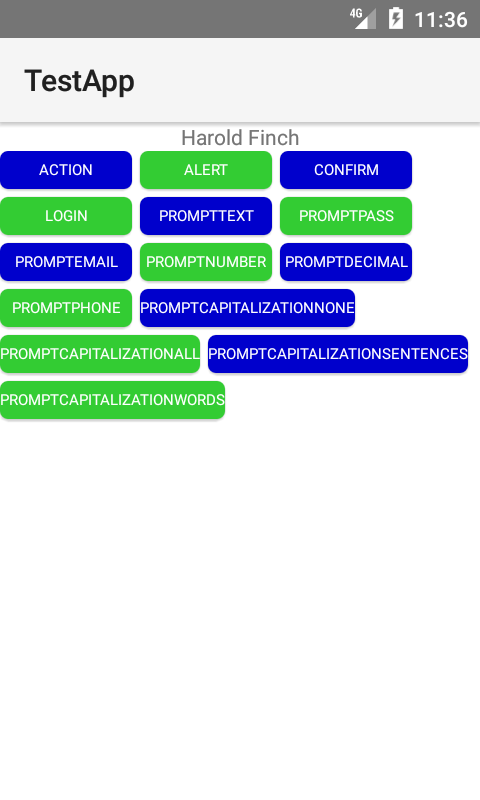 4G 11:36
TestApp
Harold Finch
ACTION ALERT CONFIRM
LOGIN PROMPTTEXT PROMPTPASS
PROMPTEMAIL PROMPTNUMBER PROMPTDECIMAL
PROMPTPHONE PROMPTCAPITALIZATIONNONE
PROMPTCAPITALIZATIONALL PROMPTCAPITALIZATIONSENTENCES
PROMPTCAPITALIZATIONWORDS